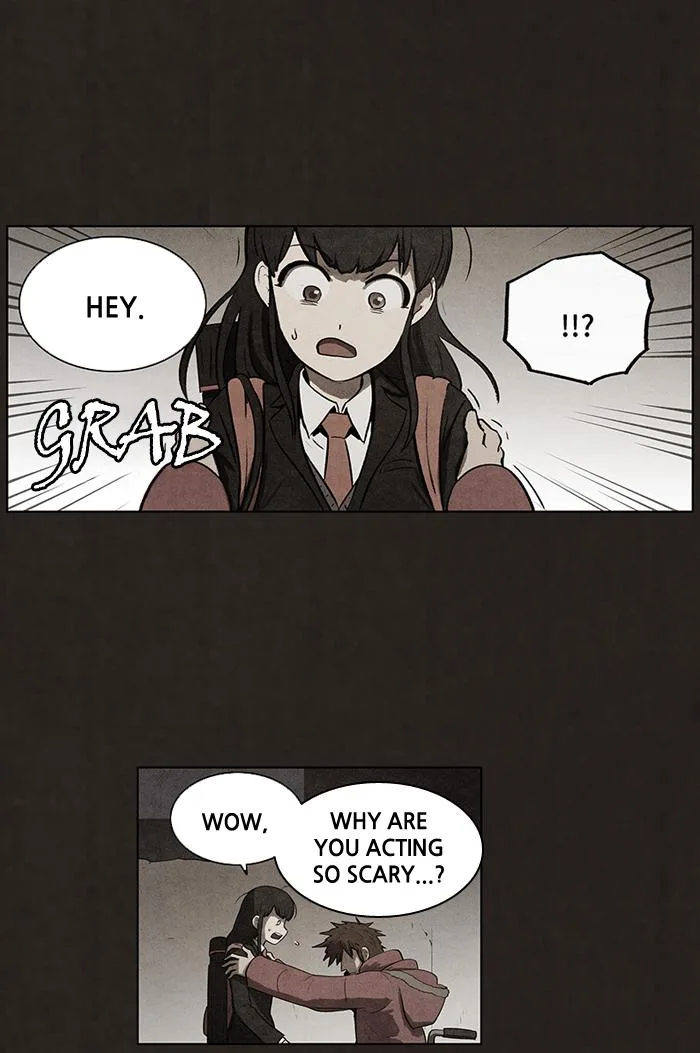 HEY.
!!?
GRAB
WOW,
WHY ARE
YOU ACTING
SO SCARY...?